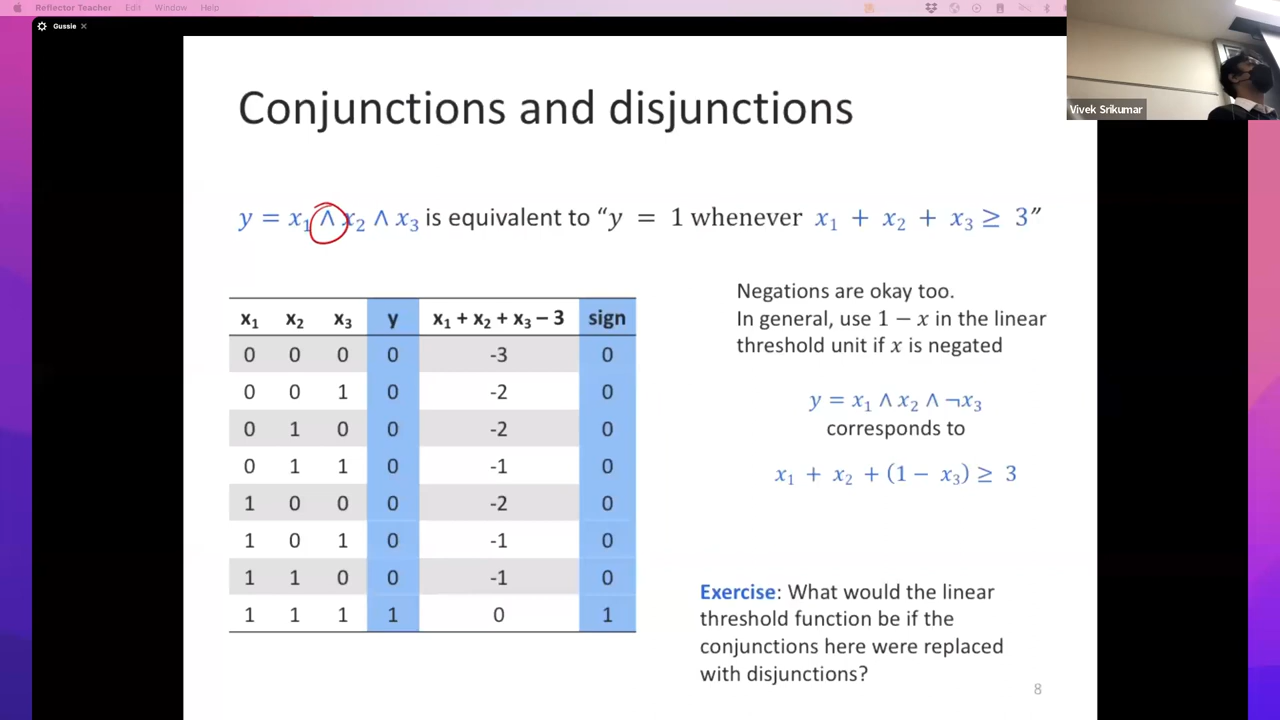 Reflector Teacher Edit Window Help
Gussie ×
Vivek Srikumar
Conjunctions and disjunctions
y = x₁ ∧ x₂ ∧ x₃ is equivalent to “y = 1 whenever x₁ + x₂ + x₃ ≥ 3”
x₁ x₂ x₃ y x₁ + x₂ + x₃ – 3 sign
0 0 0 0 -3 0
0 0 1 0 -2 0
0 1 0 0 -2 0
0 1 1 0 -1 0
1 0 0 0 -2 0
1 0 1 0 -1 0
1 1 0 0 -1 0
1 1 1 1 0 1
Negations are okay too.
In general, use 1 − x in the linear
threshold unit if x is negated
y = x₁ ∧ x₂ ∧ ¬x₃
corresponds to
x₁ + x₂ + (1 − x₃) ≥ 3
Exercise: What would the linear
threshold function be if the
conjunctions here were replaced
with disjunctions?
8